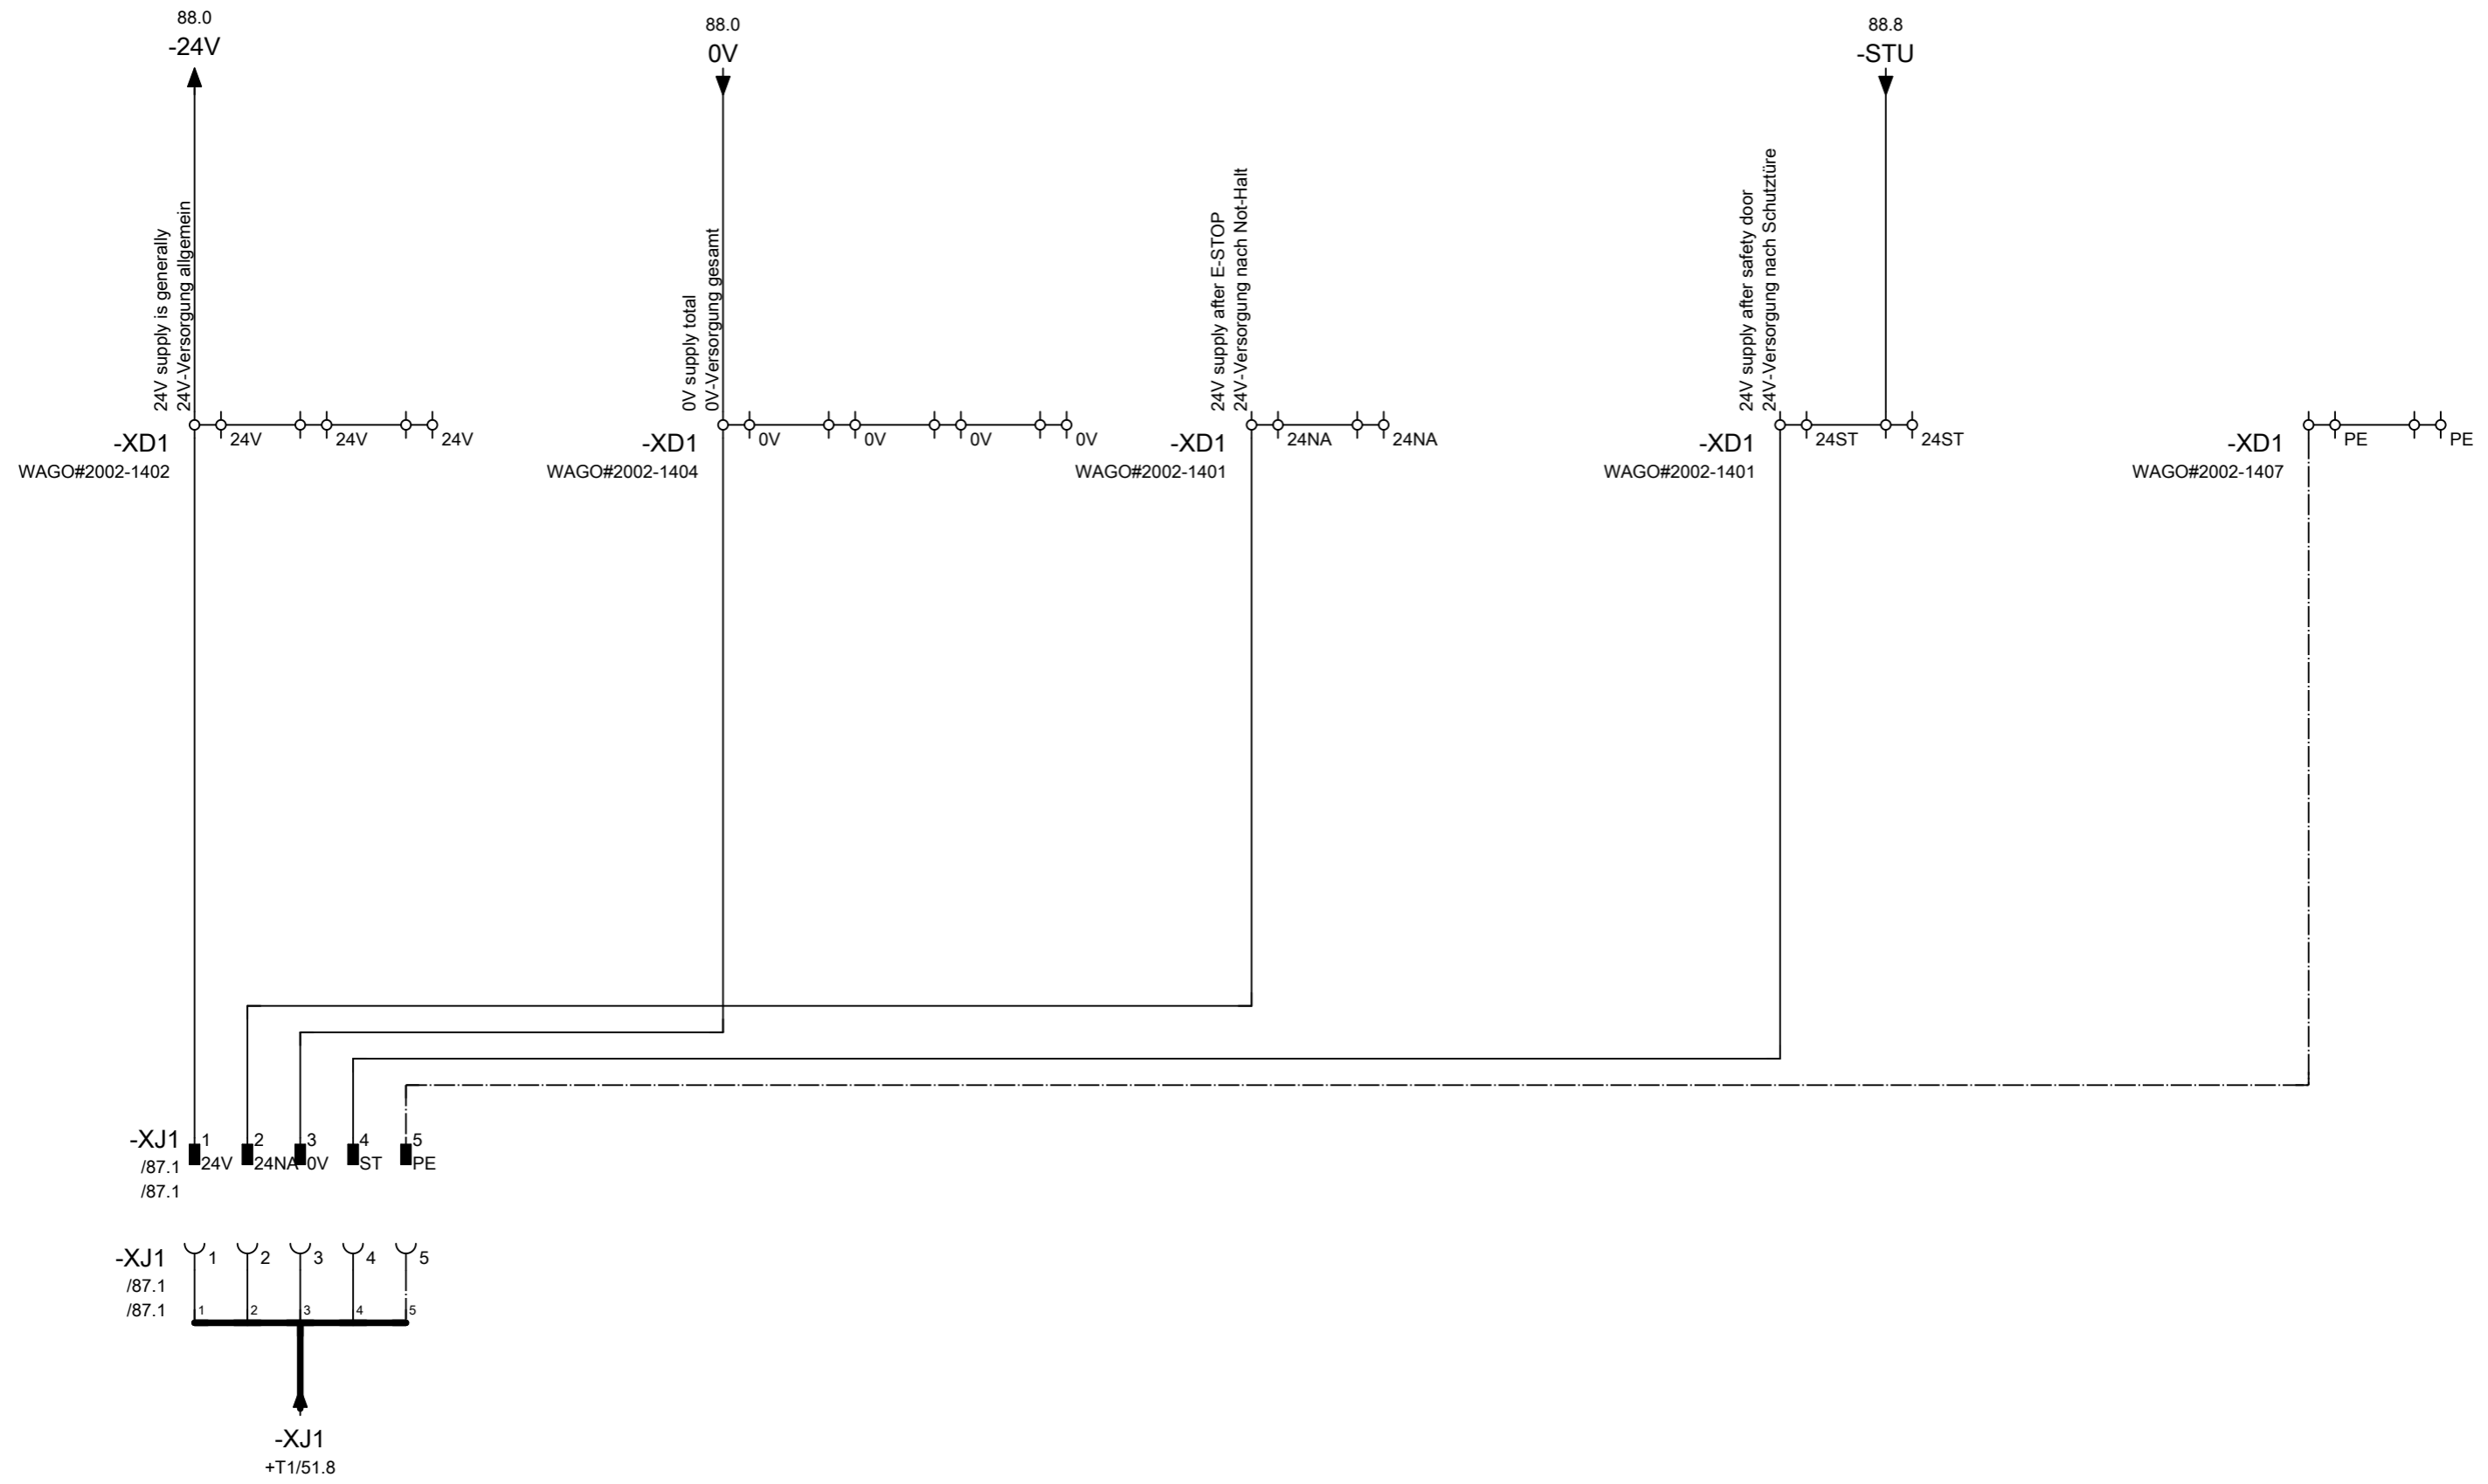 88.0
-24V
88.0
0V
88.8
-STU
24V supply is generally
24V-Versorgung allgemein
0V supply total
0V-Versorgung gesamt
24V supply after E-STOP
24V-Versorgung nach Not-Halt
24V supply after safety door
24V-Versorgung nach Schutztüre
-XD1
WAGO#2002-1402
24V
24V
24V
-XD1
WAGO#2002-1404
0V
0V
0V
0V
-XD1
WAGO#2002-1401
24NA
24NA
-XD1
WAGO#2002-1401
24ST
24ST
-XD1
WAGO#2002-1407
PE
PE
-XJ1
/87.1
/87.1
1
24V
2
24NA
3
0V
4
ST
5
PE
-XJ1
/87.1
/87.1
1
2
3
4
5
1
2
3
4
5
-XJ1
+T1/51.8